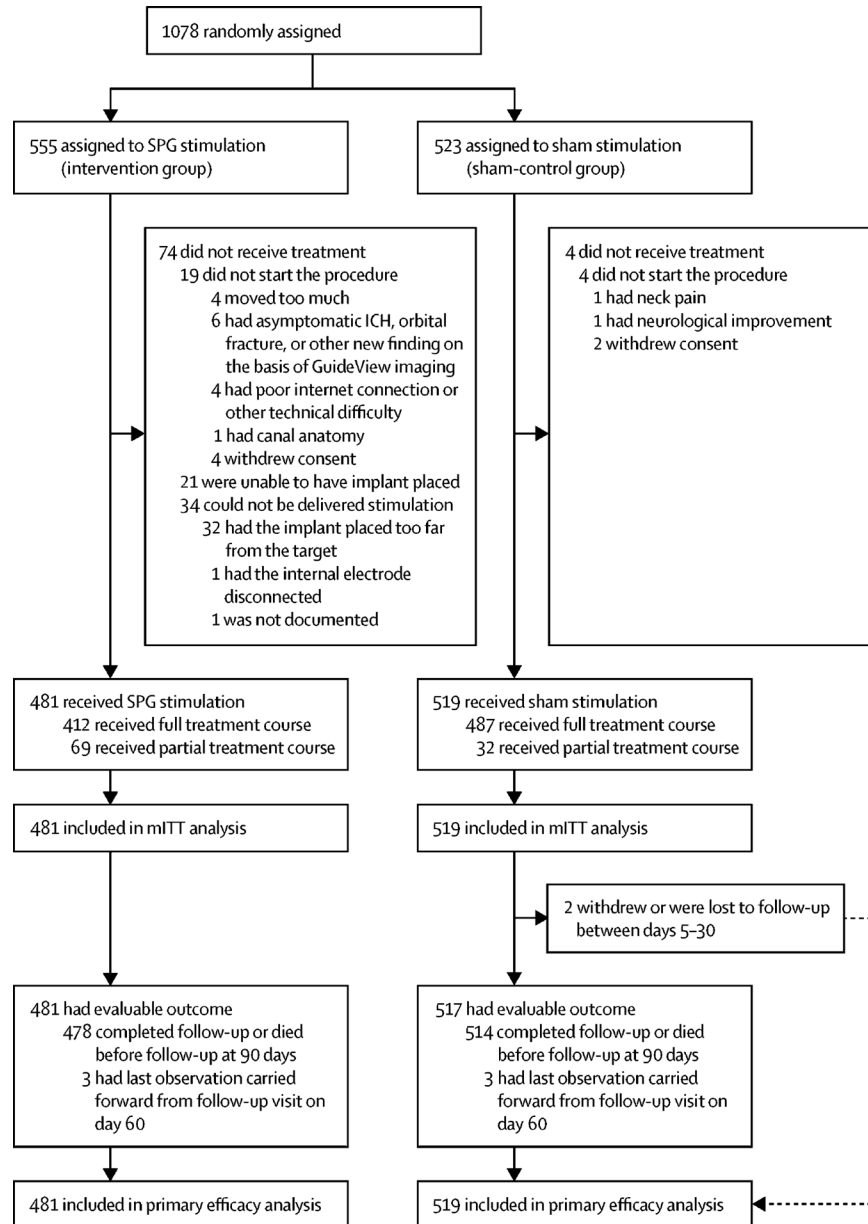 1078 randomly assigned
555 assigned to SPG stimulation
(intervention group)
523 assigned to sham stimulation
(sham-control group)
74 did not receive treatment
19 did not start the procedure
4 moved too much
6 had asymptomatic ICH, orbital
fracture, or other new finding on
the basis of GuideView imaging
4 had poor internet connection or
other technical difficulty
1 had canal anatomy
4 withdrew consent
21 were unable to have implant placed
34 could not be delivered stimulation
32 had the implant placed too far
from the target
1 had the internal electrode
disconnected
1 was not documented
4 did not receive treatment
4 did not start the procedure
1 had neck pain
1 had neurological improvement
2 withdrew consent
481 received SPG stimulation
412 received full treatment course
69 received partial treatment course
519 received sham stimulation
487 received full treatment course
32 received partial treatment course
481 included in mITT analysis
519 included in mITT analysis
2 withdrew or were lost to follow-up
between days 5–30
481 had evaluable outcome
478 completed follow-up or died
before follow-up at 90 days
3 had last observation carried
forward from follow-up visit on
day 60
517 had evaluable outcome
514 completed follow-up or died
before follow-up at 90 days
3 had last observation carried
forward from follow-up visit on
day 60
481 included in primary efficacy analysis
519 included in primary efficacy analysis